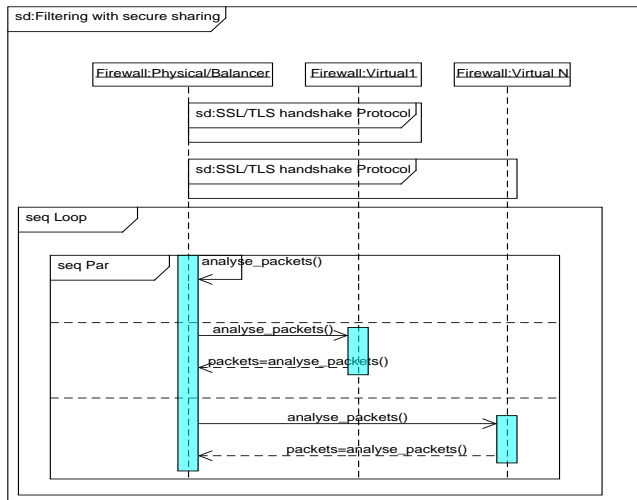 sd:Filtering with secure sharing
Firewall:Physical/Balancer
Firewall:Virtual1
Firewall:Virtual N
sd:SSL/TLS handshake Protocol
sd:SSL/TLS handshake Protocol
seq Loop
seq Par
analyse_packets()
analyse_packets()
packets=analyse_packets()
analyse_packets()
packets=analyse_packets()